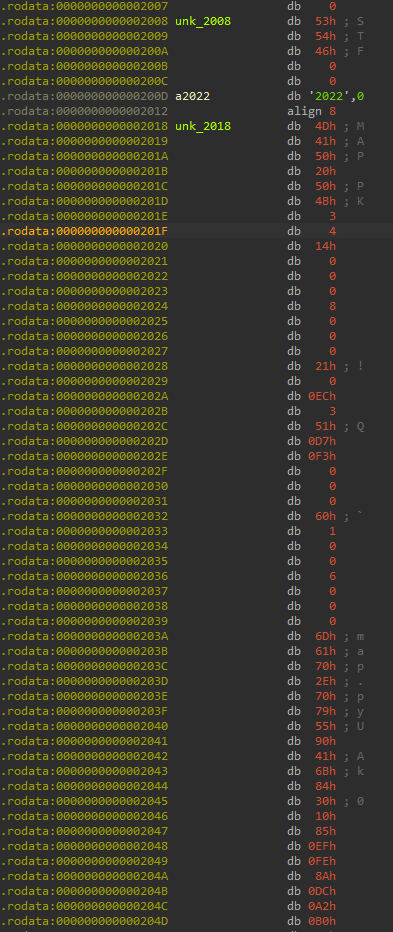 .rodata:0000000000002007 db 0
.rodata:0000000000002008 unk_2008 db 53h ; S
.rodata:0000000000002009 db 54h ; T
.rodata:000000000000200A db 46h ; F
.rodata:000000000000200B db 0
.rodata:000000000000200C db 0
.rodata:000000000000200D a2022 db '2022',0
.rodata:0000000000002012 align 8
.rodata:0000000000002018 unk_2018 db 4Dh ; M
.rodata:0000000000002019 db 41h ; A
.rodata:000000000000201A db 50h ; P
.rodata:000000000000201B db 20h
.rodata:000000000000201C db 50h ; P
.rodata:000000000000201D db 4Bh ; K
.rodata:000000000000201E db 3
.rodata:000000000000201F db 4
.rodata:0000000000002020 db 14h
.rodata:0000000000002021 db 0
.rodata:0000000000002022 db 0
.rodata:0000000000002023 db 0
.rodata:0000000000002024 db 8
.rodata:0000000000002025 db 0
.rodata:0000000000002026 db 0
.rodata:0000000000002027 db 0
.rodata:0000000000002028 db 21h ; !
.rodata:0000000000002029 db 0
.rodata:000000000000202A db 0ECh
.rodata:000000000000202B db 3
.rodata:000000000000202C db 51h ; Q
.rodata:000000000000202D db 0D7h
.rodata:000000000000202E db 0F3h
.rodata:000000000000202F db 0
.rodata:0000000000002030 db 0
.rodata:0000000000002031 db 0
.rodata:0000000000002032 db 60h ; `
.rodata:0000000000002033 db 1
.rodata:0000000000002034 db 0
.rodata:0000000000002035 db 0
.rodata:0000000000002036 db 6
.rodata:0000000000002037 db 0
.rodata:0000000000002038 db 0
.rodata:0000000000002039 db 0
.rodata:000000000000203A db 6Dh ; m
.rodata:000000000000203B db 61h ; a
.rodata:000000000000203C db 70h ; p
.rodata:000000000000203D db 2Eh ; .
.rodata:000000000000203E db 70h ; p
.rodata:000000000000203F db 79h ; y
.rodata:0000000000002040 db 55h ; U
.rodata:0000000000002041 db 90h
.rodata:0000000000002042 db 41h ; A
.rodata:0000000000002043 db 6Bh ; k
.rodata:0000000000002044 db 84h
.rodata:0000000000002045 db 30h ; 0
.rodata:0000000000002046 db 10h
.rodata:0000000000002047 db 85h
.rodata:0000000000002048 db 0EFh
.rodata:0000000000002049 db 0FEh
.rodata:000000000000204A db 8Ah
.rodata:000000000000204B db 0DCh
.rodata:000000000000204C db 0A2h
.rodata:000000000000204D db 0B0h